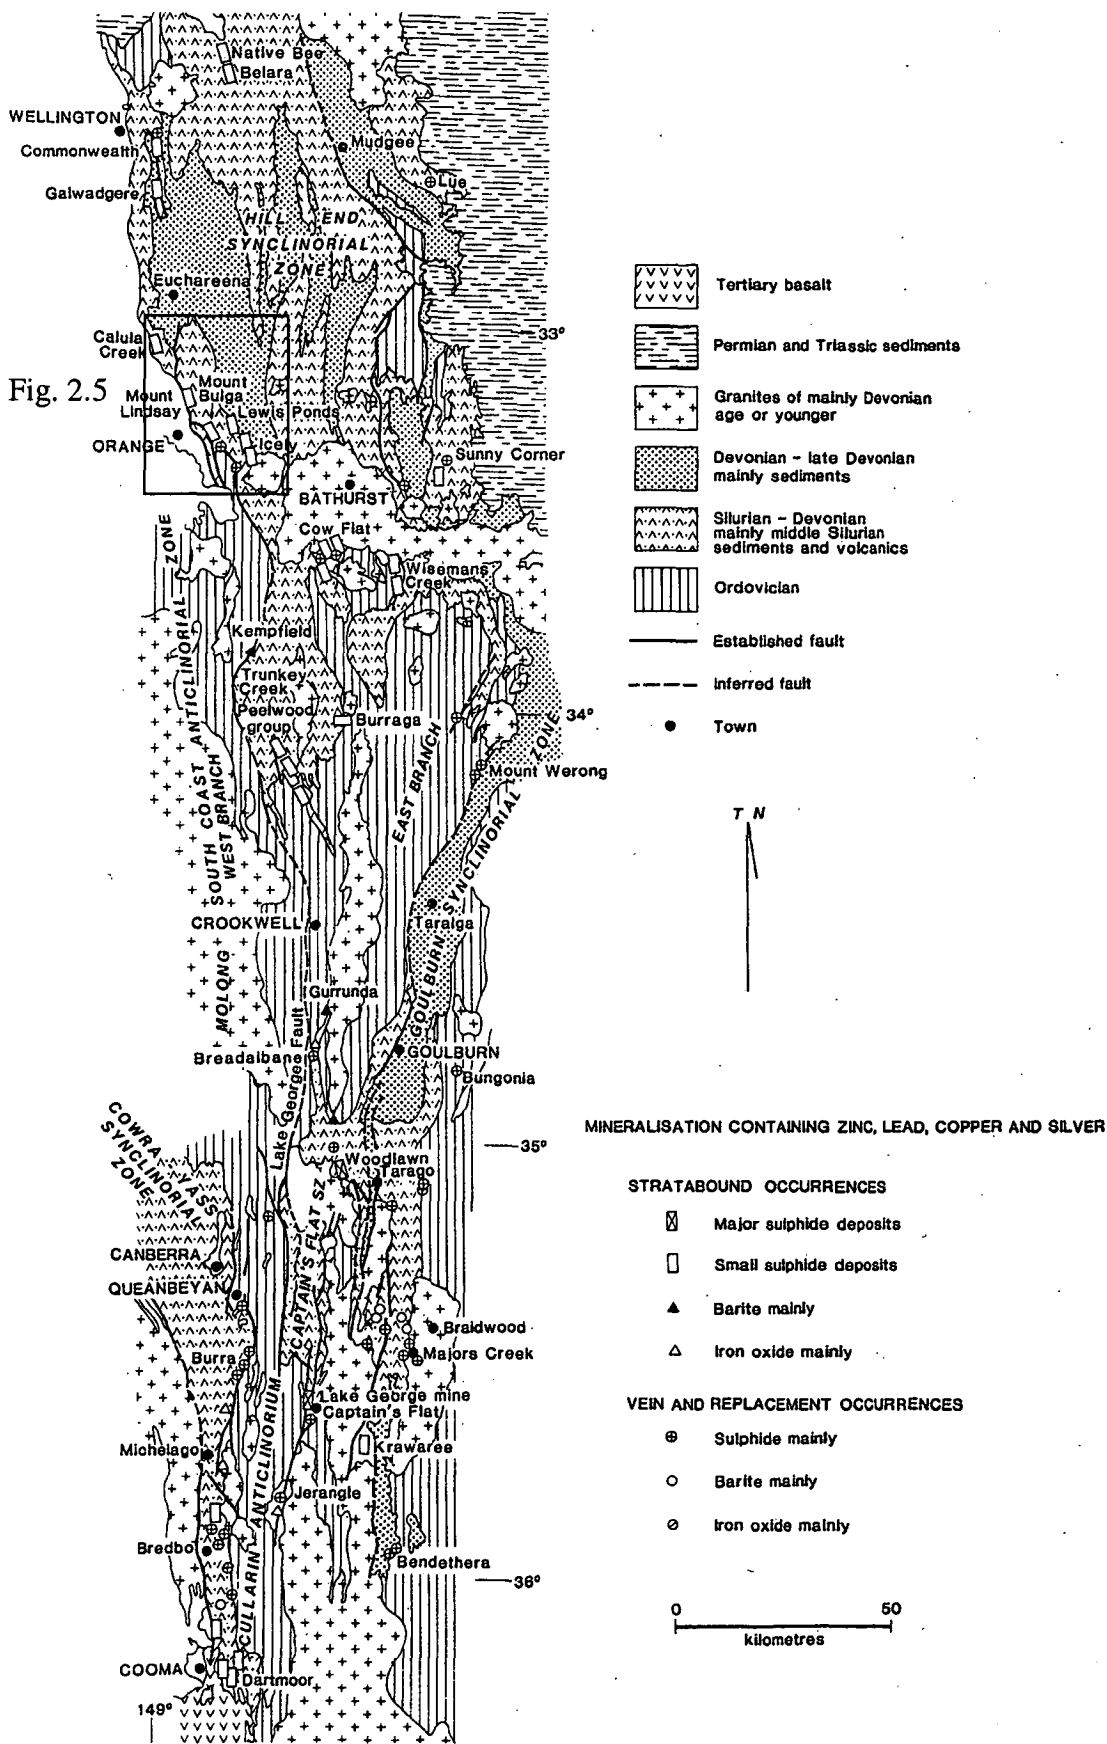 Native Bee
Belara
WELLINGTON
Commonwealth
Mudgee
Galwadgere
Lue
HILL END
SYNCLINORIAL
ZONE
Euchareena
33°
Calula
Creek
Fig. 2.5
Mount
Bulga
Mount
Lindsay
Lewis Ponds
ORANGE
Icely
Sunny Corner
BATHURST
Cow Flat
Wisemans
Creek
Kempfield
Trunkey
Creek
Peelwood
group
Burraga
34°
Mount Werong
MOLONG SOUTH COAST ANTICLINORIAL ZONE
WEST BRANCH
EAST BRANCH
GOULBURN SYNCLINORIAL ZONE
CROOKWELL
Taralga
Gurrunda
Breadalbane
GOULBURN
Bungonia
Lake George Fault
35°
COWRA YASS
SYNCLINORIAL
ZONE
Woodlawn
Tarago
CAPTAIN'S FLAT SZ
CANBERRA
QUEANBEYAN
Braidwood
Majors Creek
Burra
Lake George mine
Captain's Flat
Michelago
Krawaree
CULLARIN ANTICLINORIUM
Jerangle
Bredbo
Bendethera
36°
COOMA
Dartmoor
149°
Tertiary basalt
Permian and Triassic sediments
Granites of mainly Devonian
age or younger
Devonian - late Devonian
mainly sediments
Silurian - Devonian
mainly middle Silurian
sediments and volcanics
Ordovician
Established fault
Inferred fault
Town
T N
MINERALISATION CONTAINING ZINC, LEAD, COPPER AND SILVER
STRATABOUND OCCURRENCES
Major sulphide deposits
Small sulphide deposits
Barite mainly
Iron oxide mainly
VEIN AND REPLACEMENT OCCURRENCES
Sulphide mainly
Barite mainly
Iron oxide mainly
0 50
kilometres